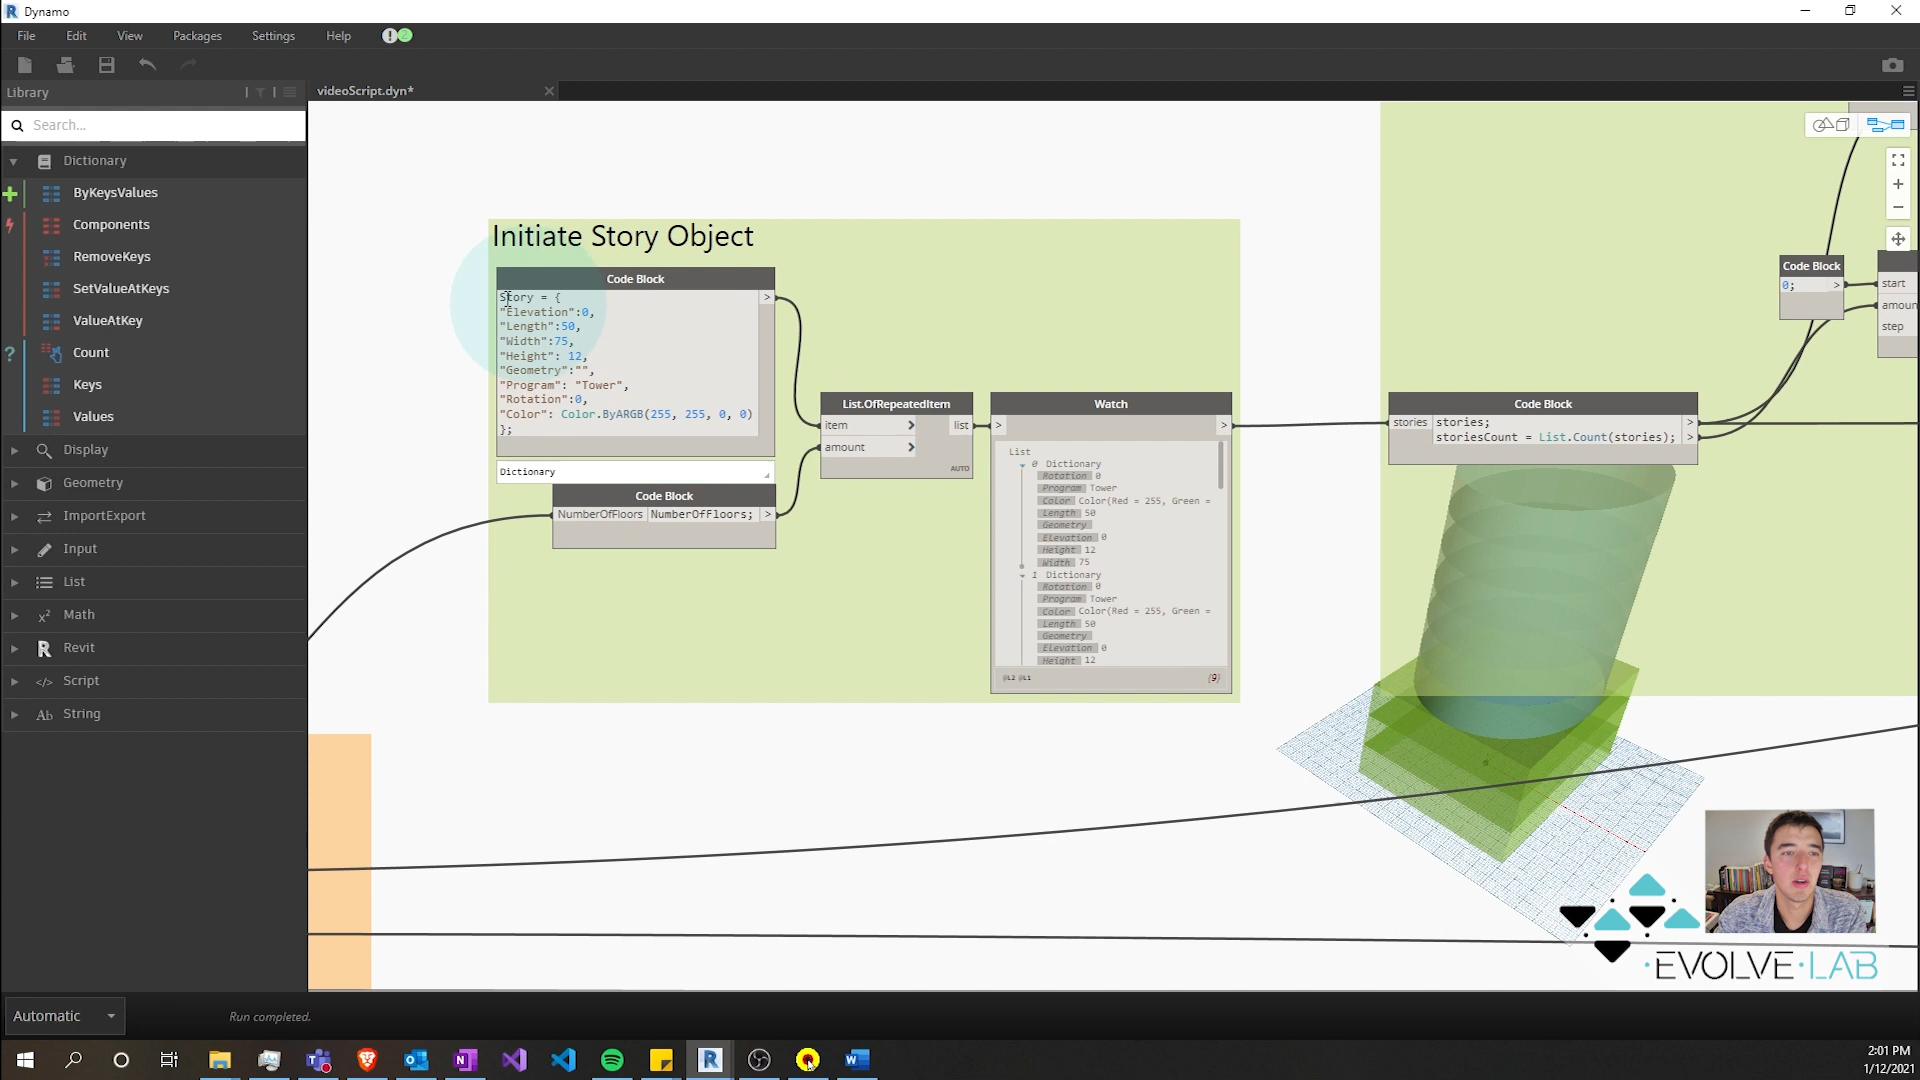 Dynamo
File Edit View Packages Settings Help 2
Library
videoScript.dyn*
Search...
Dictionary
ByKeysValues
Components
RemoveKeys
SetValueAtKeys
ValueAtKey
Count
Keys
Values
Display
Geometry
ImportExport
Input
List
Math
Revit
Script
String
Initiate Story Object
Code Block
Story = {
"Elevation":0,
"Length":50,
"Width":75,
"Height": 12,
"Geometry":"",
"Program": "Tower",
"Rotation":0,
"Color": Color.ByARGB(255, 255, 0, 0)
};
>
Dictionary
Code Block
NumberOfFloors NumberOfFloors; >
List.OfRepeatedItem
item > list
amount >
AUTO
Watch
> >
List
0 Dictionary
Rotation 0
Program Tower
Color Color(Red = 255, Green =
Length 50
Geometry
Elevation 0
Height 12
Width 75
1 Dictionary
Rotation 0
Program Tower
Color Color(Red = 255, Green =
Length 50
Geometry
Elevation 0
Height 12
@L2 @L1 {9}
Code Block
stories stories; >
storiesCount = List.Count(stories); >
Code Block
0; >
start
amoun
step
EVOLVE LAB
Automatic
Run completed.
2:01 PM
1/12/2021